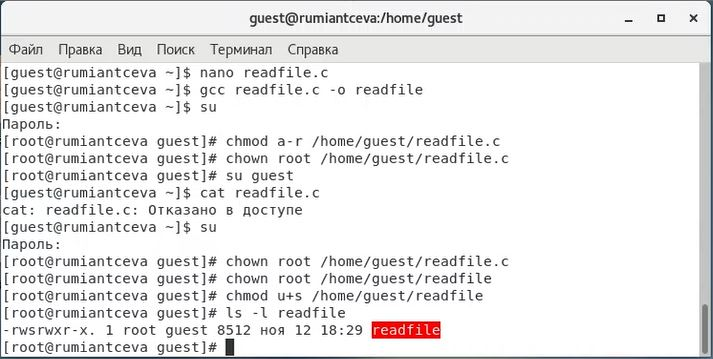 guest@rumiantceva:/home/guest
Файл Правка Вид Поиск Терминал Справка
[guest@rumiantceva ~]$ nano readfile.c
[guest@rumiantceva ~]$ gcc readfile.c -o readfile
[guest@rumiantceva ~]$ su
Пароль:
[root@rumiantceva guest]# chmod a-r /home/guest/readfile.c
[root@rumiantceva guest]# chown root /home/guest/readfile.c
[root@rumiantceva guest]# su guest
[guest@rumiantceva ~]$ cat readfile.c
cat: readfile.c: Отказано в доступе
[guest@rumiantceva ~]$ su
Пароль:
[root@rumiantceva guest]# chown root /home/guest/readfile.c
[root@rumiantceva guest]# chown root /home/guest/readfile
[root@rumiantceva guest]# chmod u+s /home/guest/readfile
[root@rumiantceva guest]# ls -l readfile
-rwsrwxr-x. 1 root guest 8512 ноя 12 18:29 readfile
[root@rumiantceva guest]#